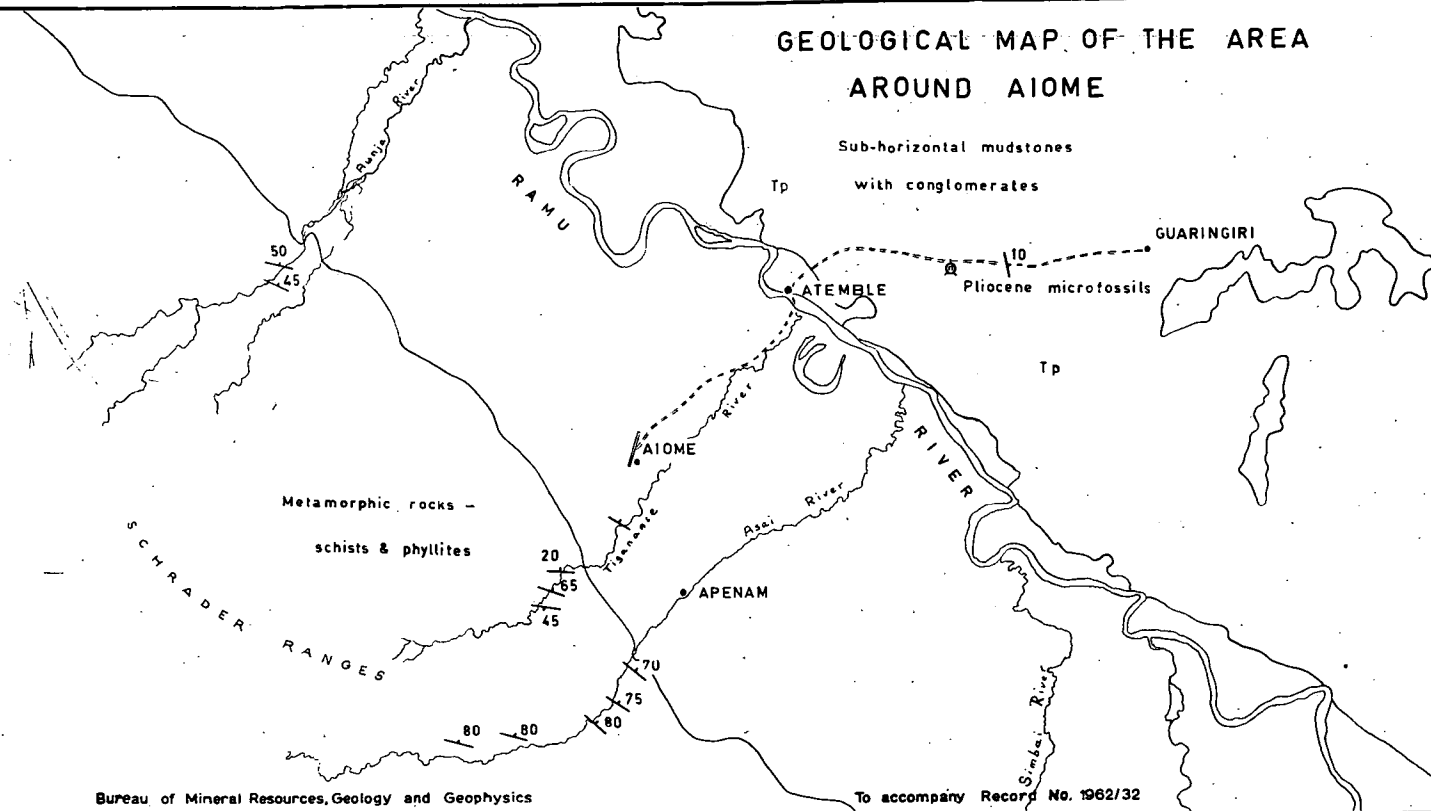 GEOLOGICAL MAP OF THE AREA
AROUND AIOME
Sub-horizontal mudstones
Tp with conglomerates
Aunja River
RAMU
GUARINGIRI
50
45
10
ATEMBLE
Pliocene microfossils
Tp
River
AIOME
RIVER
Metamorphic rocks –
schists & phyllites
Asai River
SCHRADER RANGES
20
Tisanance
65
45
APENAM
70
75
80
80
80
Simbai River
Bureau of Mineral Resources, Geology and Geophysics
To accompany Record No. 1962/32